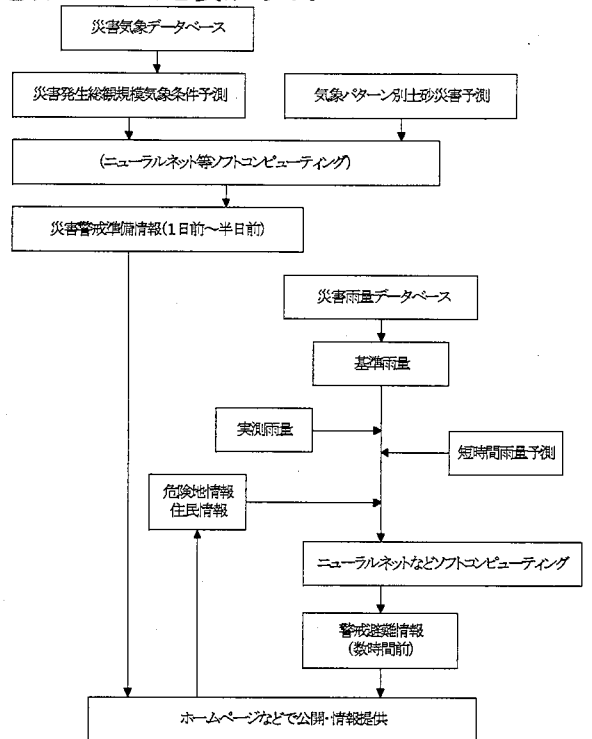 災害気象データベース
災害発生総観規模気象条件予測
気象パターン別土砂災害予測
(ニューラルネット等ソフトコンピューティング)
災害警戒準備情報(1日前～半日前)
災害雨量データベース
基準雨量
実測雨量
短時間雨量予測
危険地情報
住民情報
ニューラルネットなどソフトコンピューティング
警戒避難情報
(数時間前)
ホームページなどで公開・情報提供